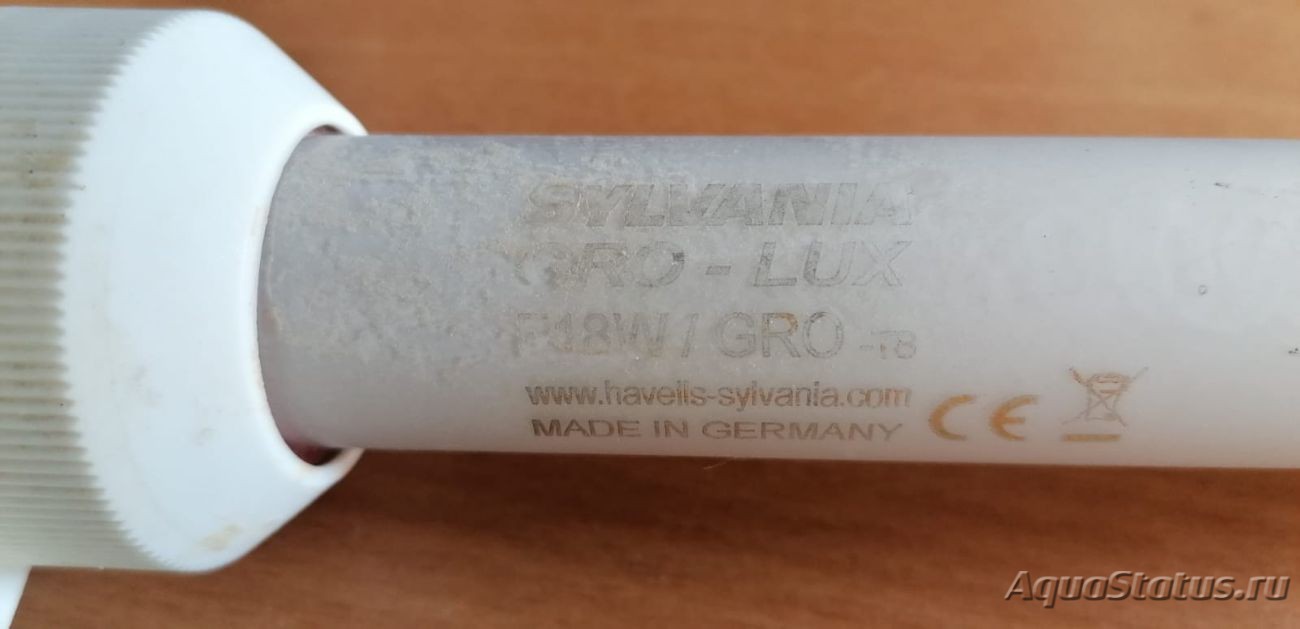 SYLVANIA
GRO - LUX
F18W / GRO -T8
www.havells-sylvania.com
MADE IN GERMANY
CE
AquaStatus.ru